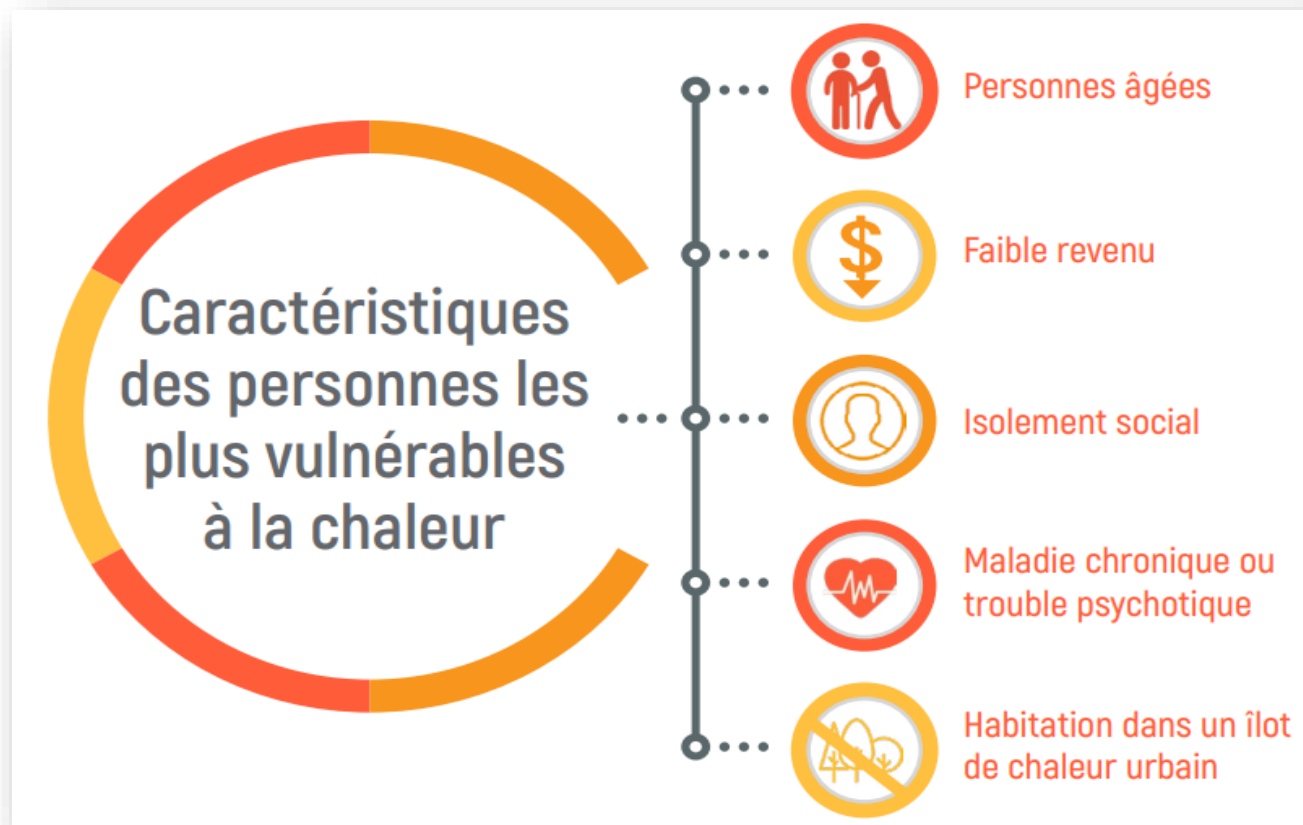 Caractéristiques
des personnes les
plus vulnérables
à la chaleur
Personnes âgées
Faible revenu
Isolement social
Maladie chronique ou
trouble psychotique
Habitation dans un îlot
de chaleur urbain